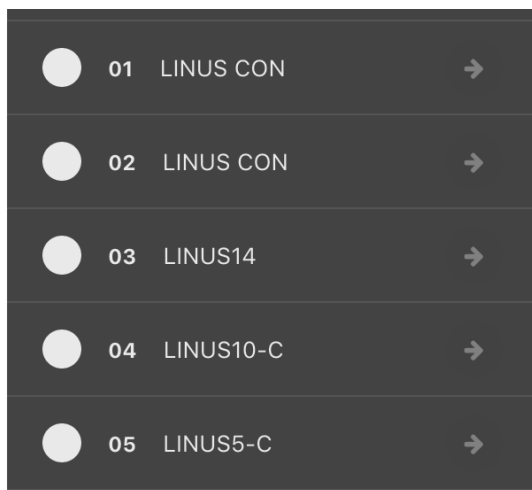 01 LINUS CON
02 LINUS CON
03 LINUS14
04 LINUS10-C
05 LINUS5-C